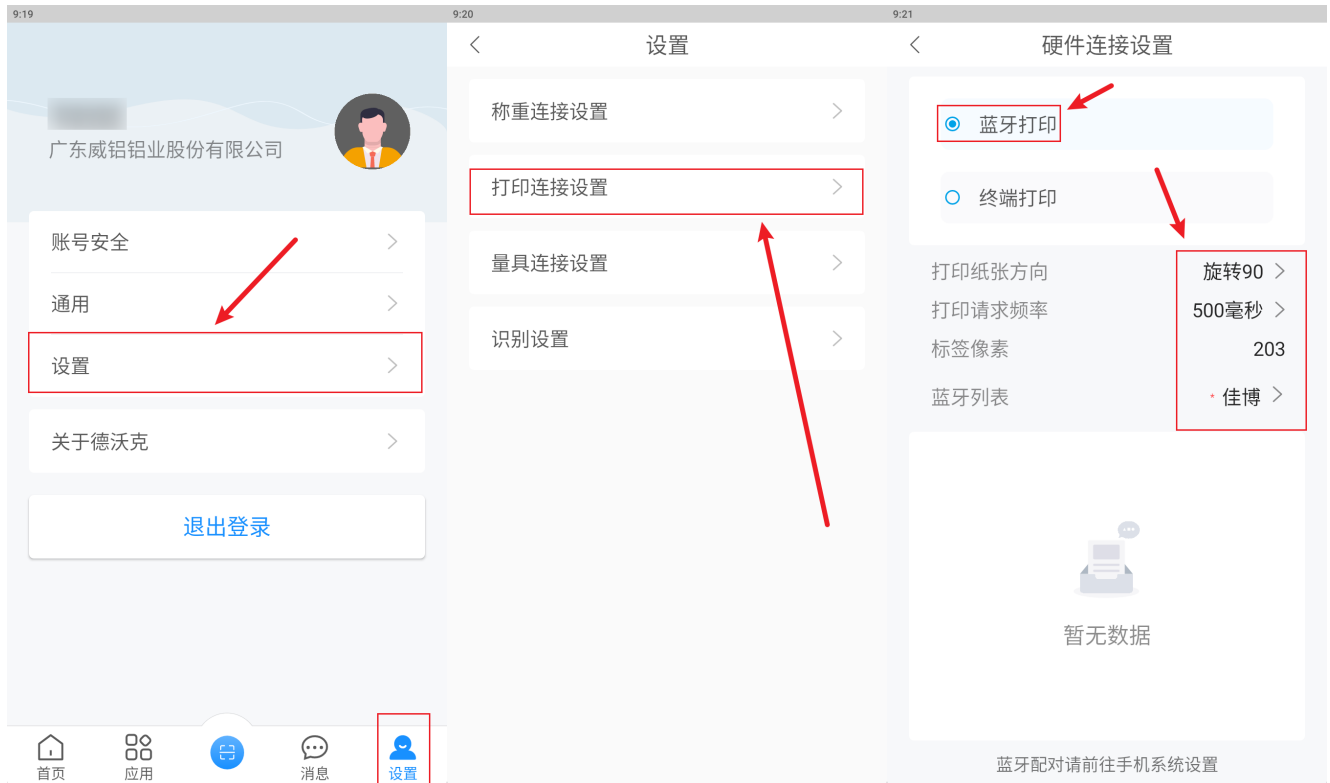 9:19
广东威铝铝业股份有限公司
账号安全
通用
设置
关于德沃克
退出登录
首页
应用
消息
设置
9:20
设置
称重连接设置
打印连接设置
量具连接设置
识别设置
9:21
硬件连接设置
蓝牙打印
终端打印
打印纸张方向 旋转90
打印请求频率 500毫秒
标签像素 203
蓝牙列表 * 佳博
暂无数据
蓝牙配对请前往手机系统设置